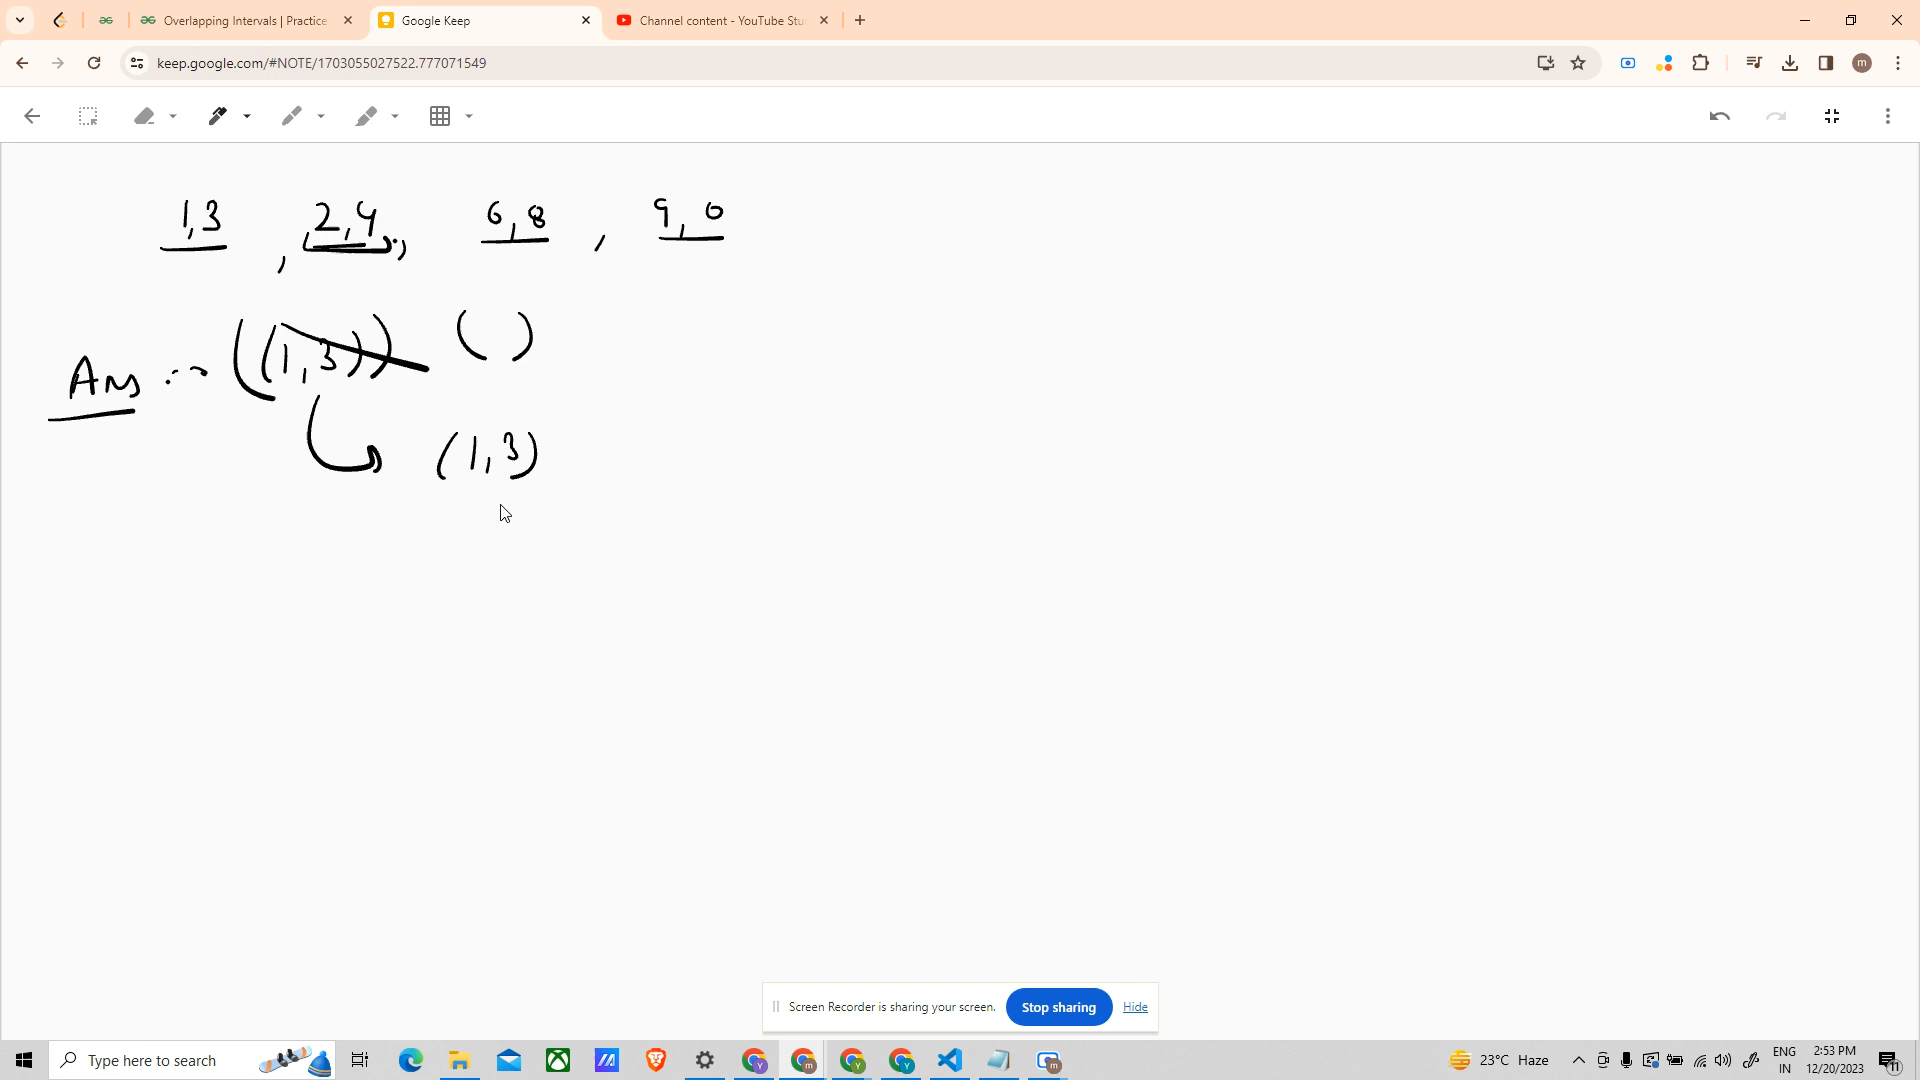 Overlapping Intervals | Practice
Google Keep
Channel content - YouTube Stu
keep.google.com/#NOTE/1703055027522.777071549
1,3 , (2,4), 6,8 , 9,0
Ans :- ((1,3)) ( )
(1,3)
Screen Recorder is sharing your screen. Stop sharing Hide
Type here to search
23°C Haze
ENG
IN
2:53 PM
12/20/2023